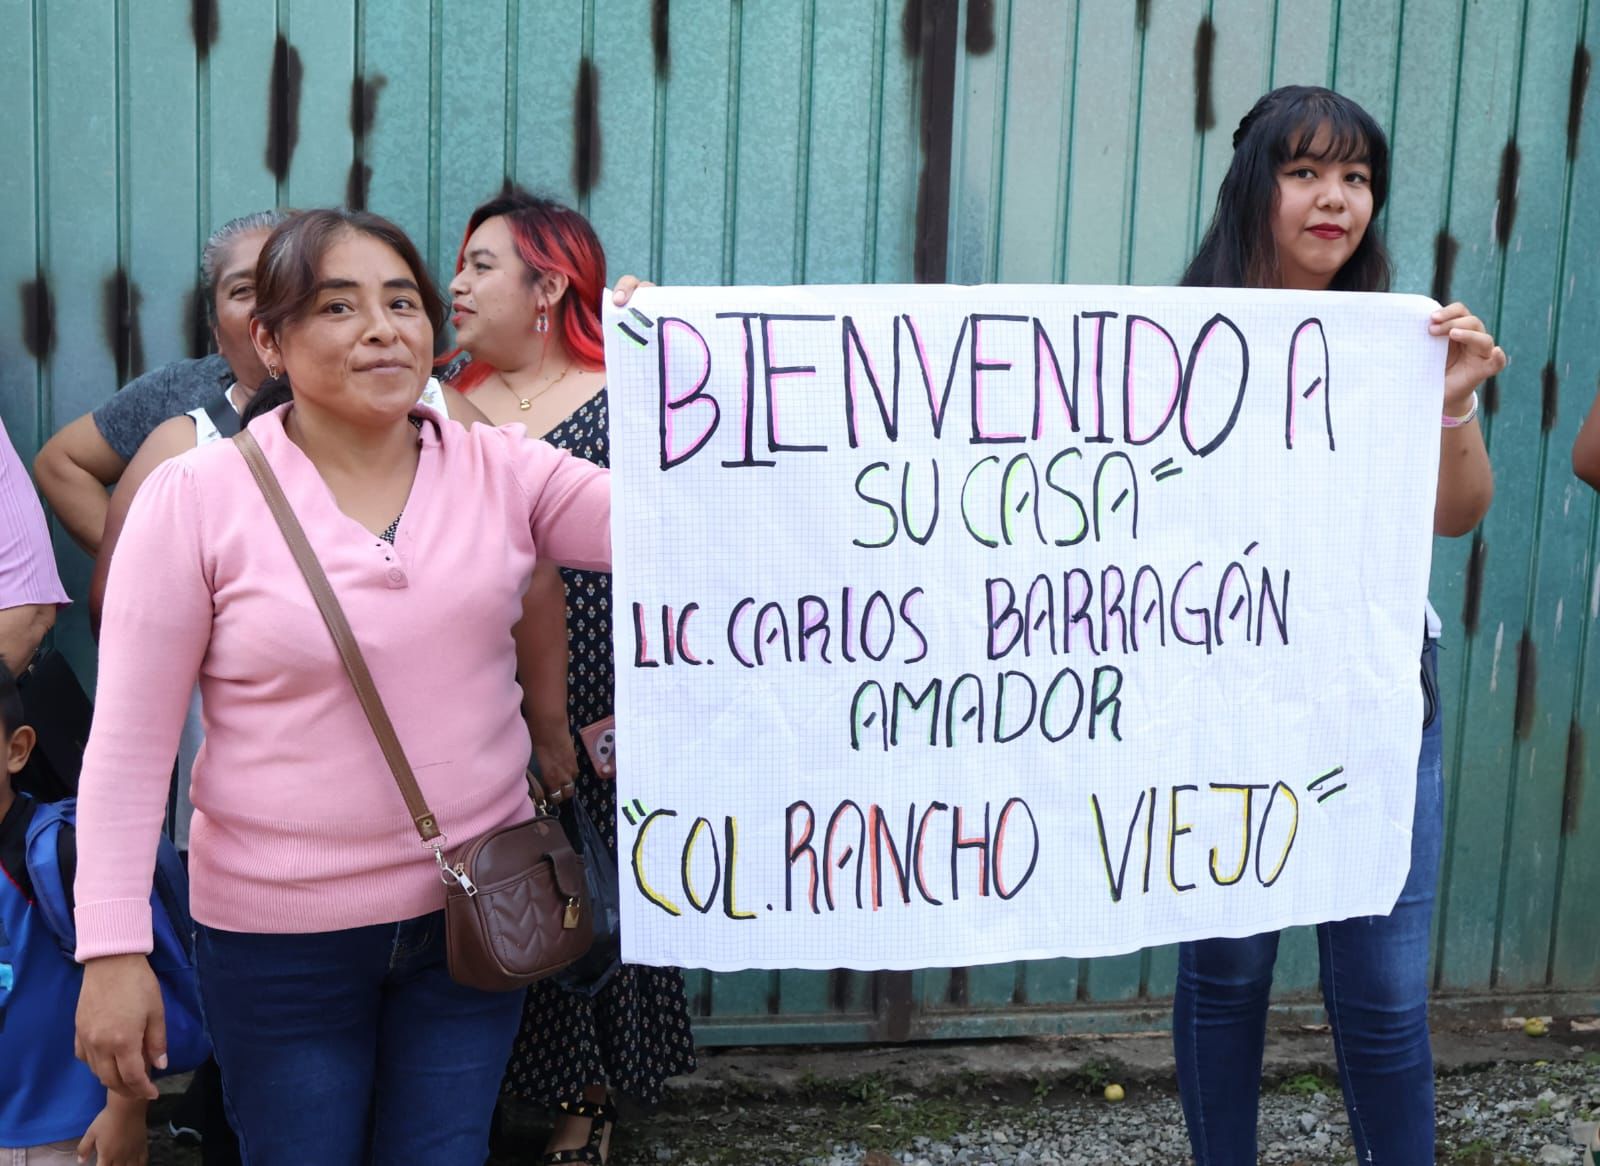 "BIENVENIDO A
SU CASA"
LIC. CARLOS BARRAGÁN
AMADOR
"COL. RANCHO VIEJO"